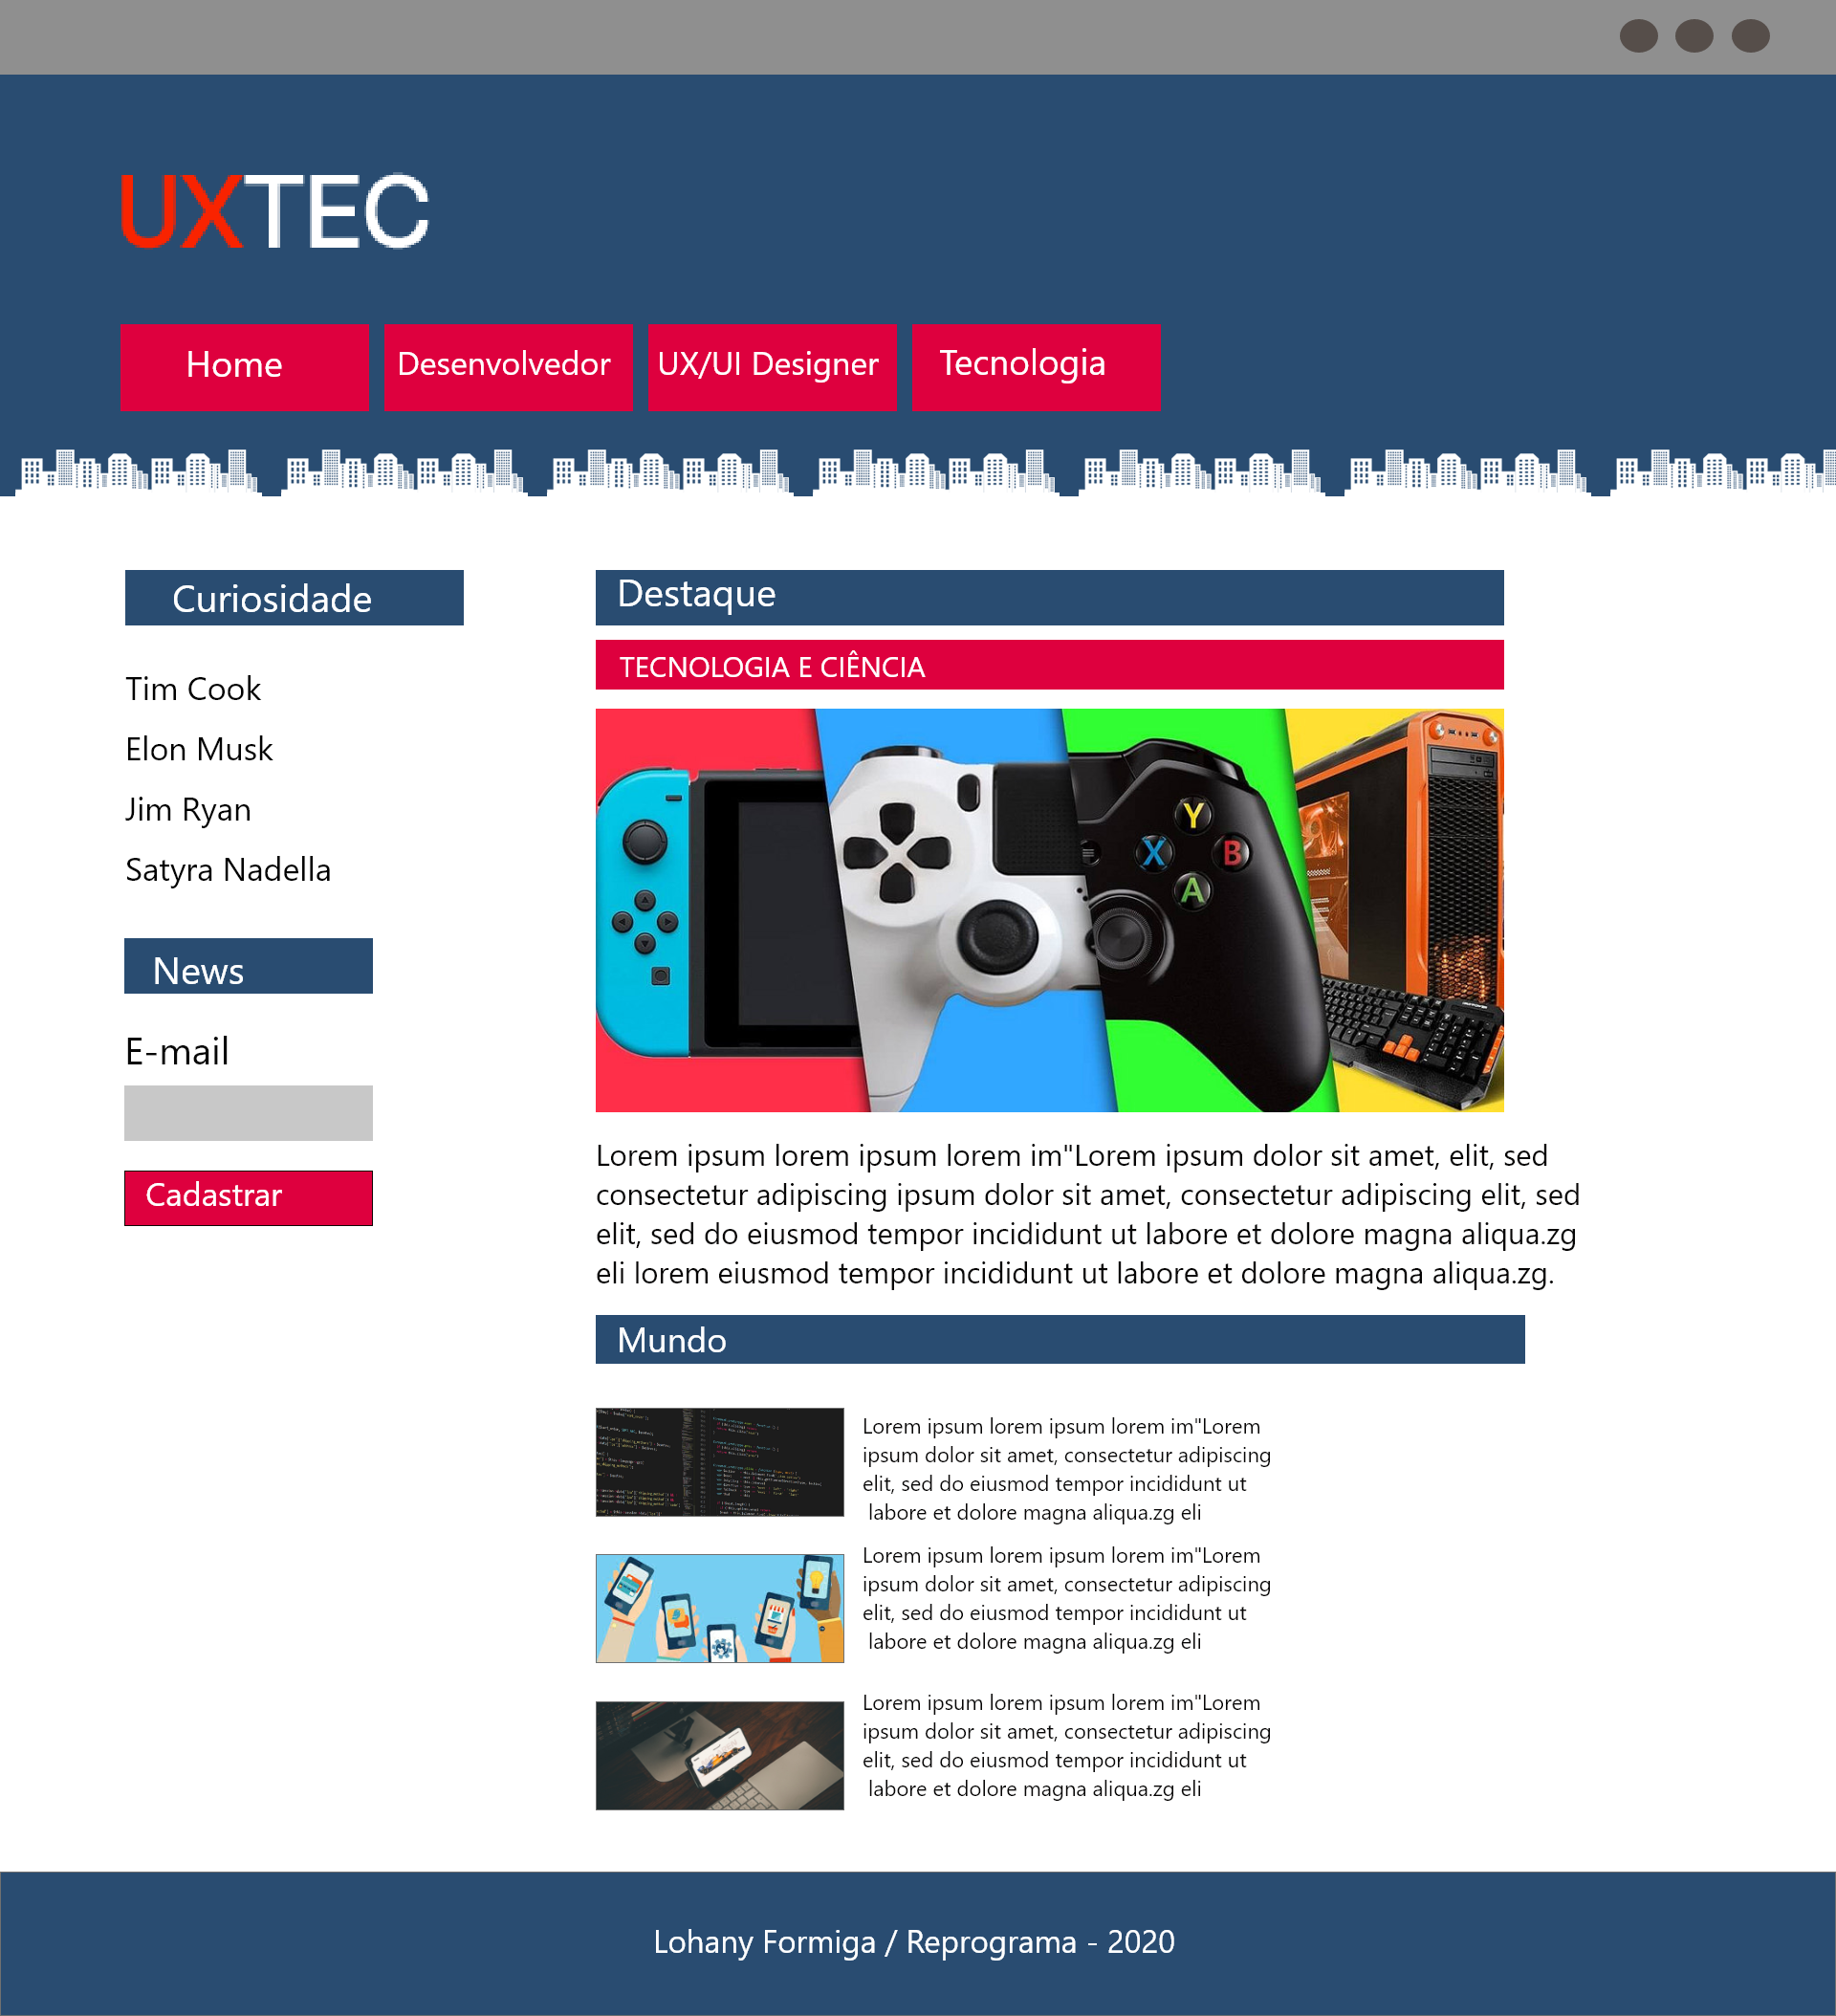 UXTEC
Home
Desenvolvedor
UX/UI Designer
Tecnologia
Curiosidade
Tim Cook
Elon Musk
Jim Ryan
Satyra Nadella
News
E-mail
Cadastrar
Destaque
TECNOLOGIA E CIÊNCIA
Y
X
B
A
Lorem ipsum lorem ipsum lorem im"Lorem ipsum dolor sit amet, elit, sed
consectetur adipiscing ipsum dolor sit amet, consectetur adipiscing elit, sed
elit, sed do eiusmod tempor incididunt ut labore et dolore magna aliqua.zg
eli lorem eiusmod tempor incididunt ut labore et dolore magna aliqua.zg.
Mundo
Lorem ipsum lorem ipsum lorem im"Lorem
ipsum dolor sit amet, consectetur adipiscing
elit, sed do eiusmod tempor incididunt ut
labore et dolore magna aliqua.zg eli
Lorem ipsum lorem ipsum lorem im"Lorem
ipsum dolor sit amet, consectetur adipiscing
elit, sed do eiusmod tempor incididunt ut
labore et dolore magna aliqua.zg eli
Lorem ipsum lorem ipsum lorem im"Lorem
ipsum dolor sit amet, consectetur adipiscing
elit, sed do eiusmod tempor incididunt ut
labore et dolore magna aliqua.zg eli
Lohany Formiga / Reprograma - 2020